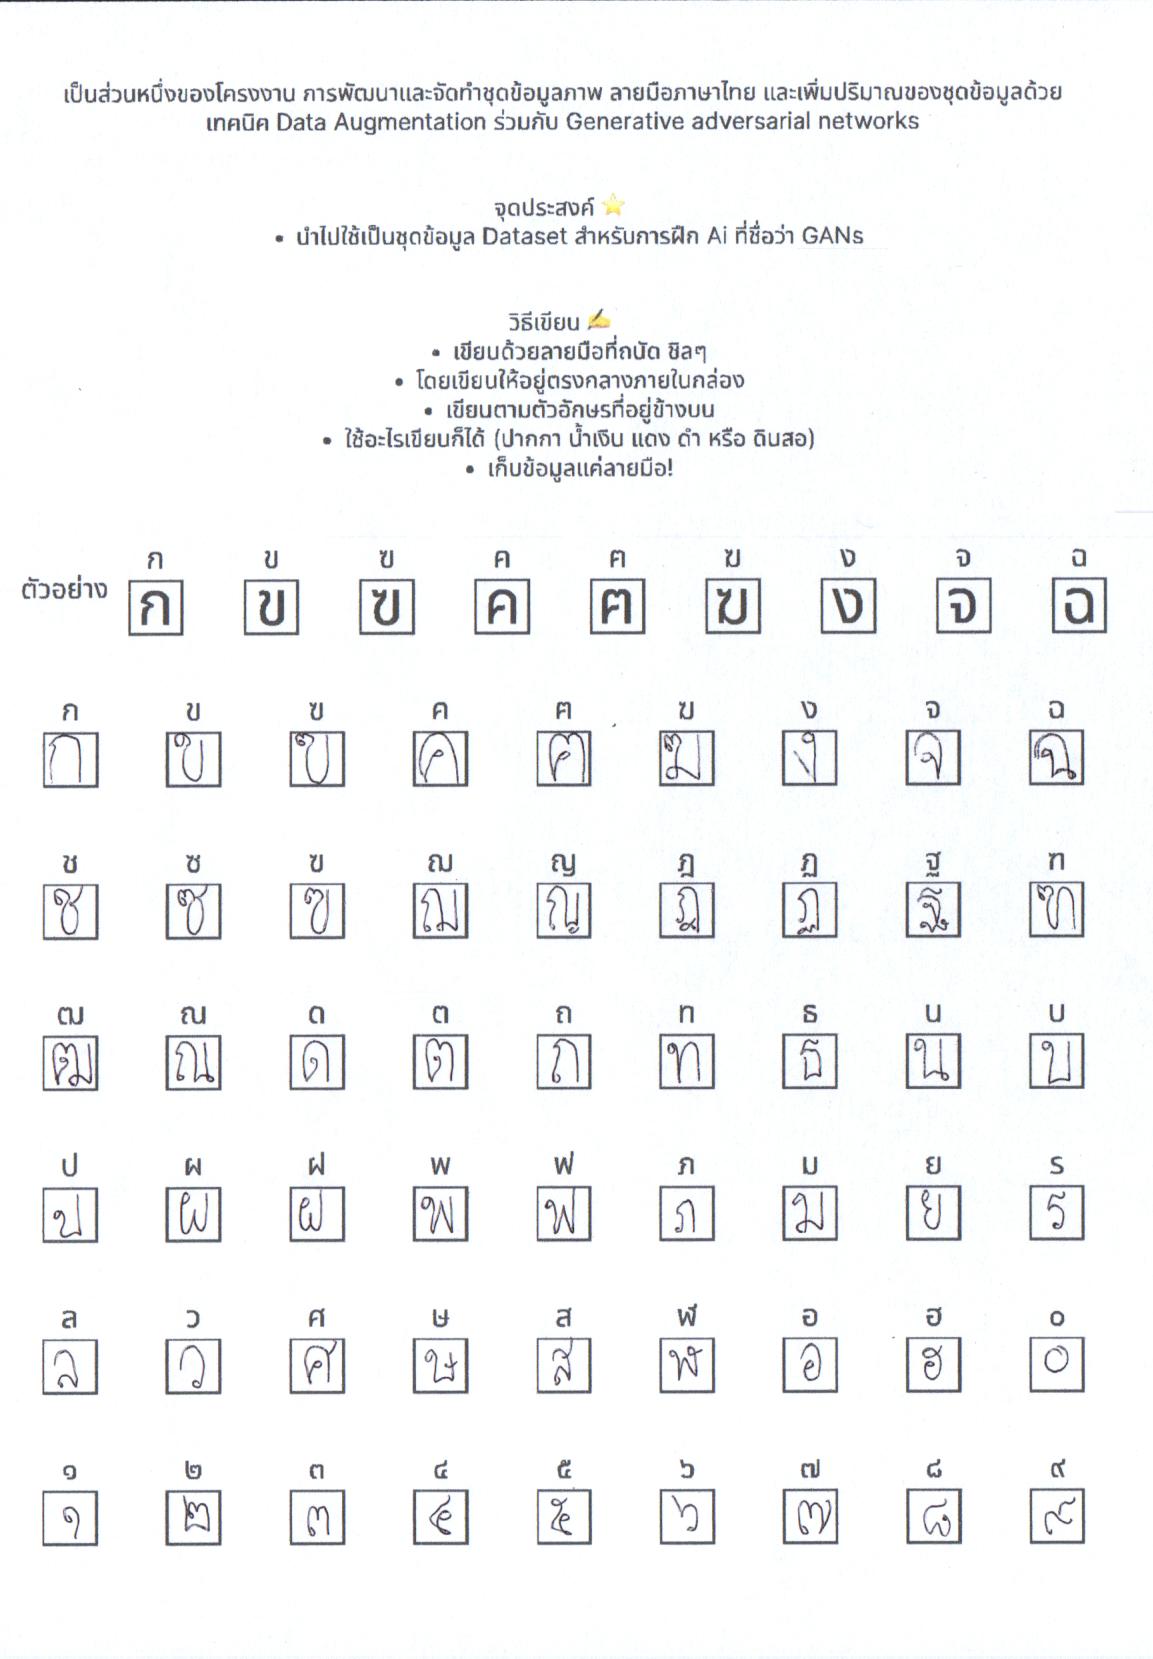 เป็นส่วนหนึ่งของโครงงาน การพัฒนาและจัดทำชุดข้อมูลภาพ ลายมือภาษาไทย และเพิ่มปริมาณของชุดข้อมูลด้วย
เทคนิค Data Augmentation ร่วมกับ Generative adversarial networks
จุดประสงค์ ⭐
• นำไปใช้เป็นชุดข้อมูล Dataset สำหรับการฝึก Ai ที่ชื่อว่า GANs
วิธีเขียน ✍
• เขียนด้วยลายมือที่ถนัด ชิลๆ
• โดยเขียนให้อยู่ตรงกลางภายในกล่อง
• เขียนตามตัวอักษรที่อยู่ข้างบน
• ใช้อะไรเขียนก็ได้ (ปากกา น้ำเงิน แดง ดำ หรือ ดินสอ)
• เก็บข้อมูลแค่ลายมือ!
ก ข ฃ ค ฅ ฆ ง จ ฉ
ตัวอย่าง ก ข ฃ ค ฅ ฆ ง จ ฉ
ก ข ฃ ค ฅ ฆ ง จ ฉ
ก ข ฃ ค ฅ ฆ ง จ ฉ
ช ซ ฃ ฌ ญ ฎ ฏ ฐ ฑ
ช ซ ฃ ฌ ญ ฎ ฏ ฐ ฑ
ฒ ณ ด ต ถ ท ธ น บ
ฒ ณ ด ต ถ ท ธ น บ
ป ผ ฝ พ ฟ ภ ม ย ร
ป ผ ฝ พ ฟ ภ ม ย ร
ล ว ศ ษ ส ฬ อ ฮ ๐
ล ว ศ ษ ส ฬ อ ฮ ๐
๑ ๒ ๓ ๔ ๕ ๖ ๗ ๘ ๙
๑ ๒ ๓ ๔ ๕ ๖ ๗ ๘ ๙